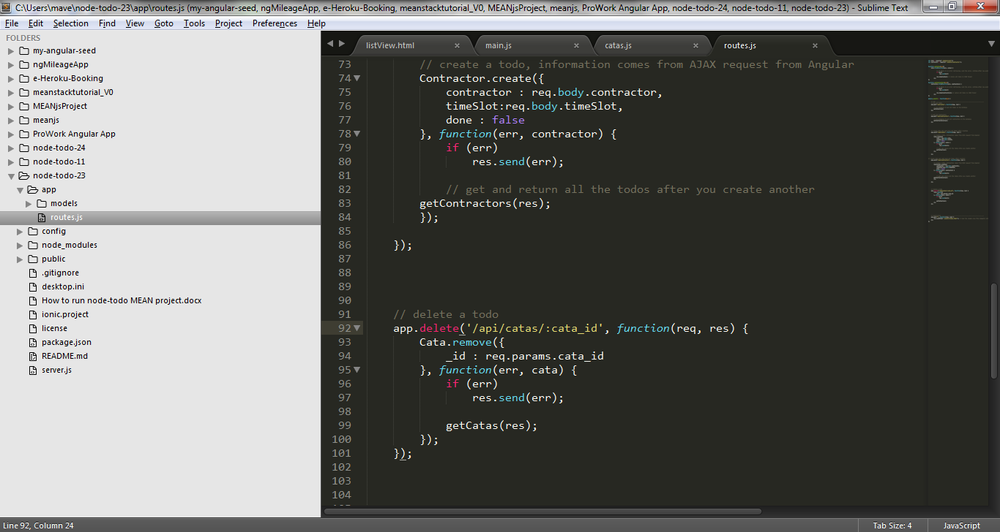 C:\Users\mave\node-todo-23\app\routes.js (my-angular-seed, ngMileageApp, e-Heroku-Booking, meanstacktutorial_V0, MEANjsProject, meanjs, ProWork Angular App, node-todo-24, node-todo-11, node-todo-23) - Sublime Text
File Edit Selection Find View Goto Tools Project Preferences Help
FOLDERS
my-angular-seed
ngMileageApp
e-Heroku-Booking
meanstacktutorial_V0
MEANjsProject
meanjs
ProWork Angular App
node-todo-24
node-todo-11
node-todo-23
app
models
routes.js
config
node_modules
public
.gitignore
desktop.ini
How to run node-todo MEAN project.docx
ionic.project
license
package.json
README.md
server.js
listView.html × main.js × catas.js × routes.js ×
73 // create a todo, information comes from AJAX request from Angular
74 Contractor.create({
75 contractor : req.body.contractor,
76 timeSlot:req.body.timeSlot,
77 done : false
78 }, function(err, contractor) {
79 if (err)
80 res.send(err);
81
82 // get and return all the todos after you create another
83 getContractors(res);
84 });
85
86 });
87
88
89
90
91 // delete a todo
92 app.delete('/api/catas/:cata_id', function(req, res) {
93 Cata.remove({
94 _id : req.params.cata_id
95 }, function(err, cata) {
96 if (err)
97 res.send(err);
98
99 getCatas(res);
100 });
101 });
102
103
104
Line 92, Column 24
Tab Size: 4
JavaScript